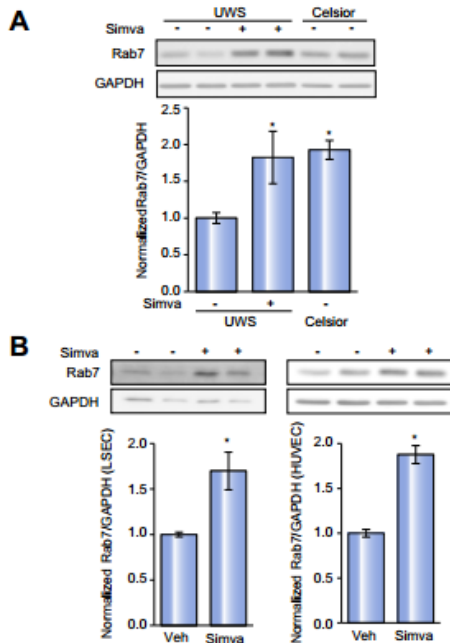 A
UWS Celsior
Simva - - + + - -
Rab7
GAPDH
Normalized Rab7/GAPDH
2.5
2.0
1.5
1.0
0.5
0.0
* *
Simva - + -
UWS Celsior
B
Simva - - + + - - + +
Rab7
GAPDH
Normalized Rab7/GAPDH (LSEC)
2.0
1.5
1.0
0.5
0.0
*
Veh Simva
Normalized Rab7/GAPDH (HUVEC)
2.0
1.5
1.0
0.5
0.0
*
Veh Simva